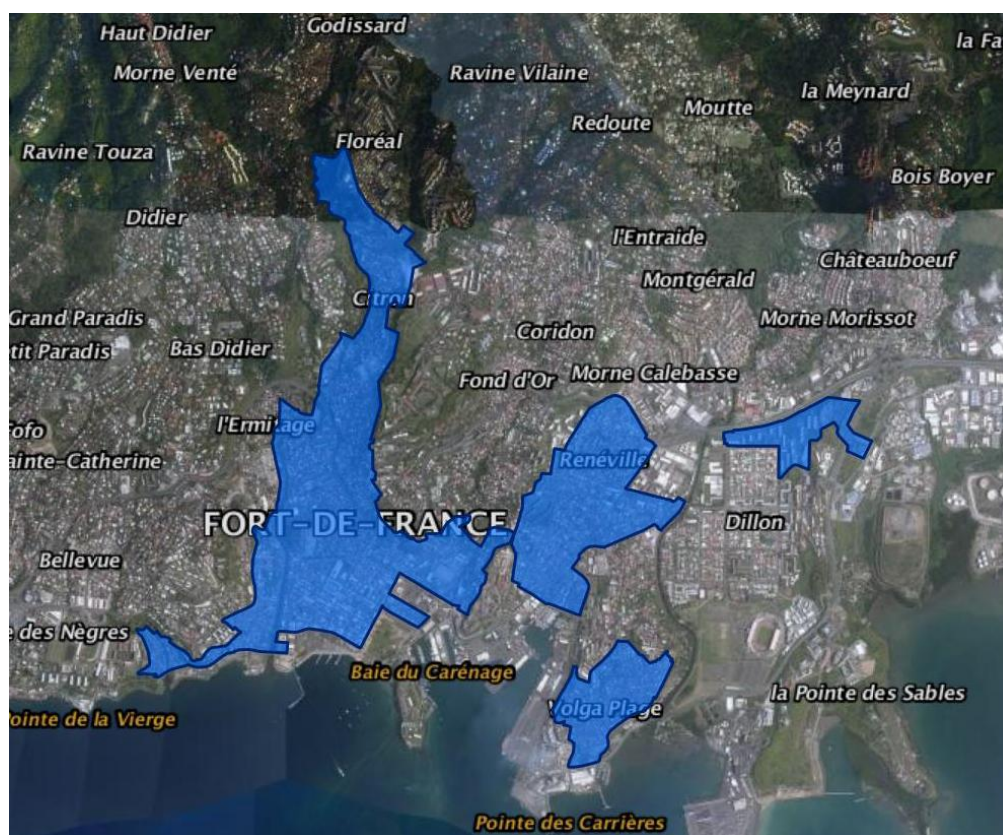 Godissard
Haut Didier
la Fa
Morne Venté
Ravine Vilaine
la Meynard
Moutte
Redoute
Floréal
Ravine Touza
Bois Boyer
Didier
l'Entraide
Châteauboeuf
Montgérald
Citron
Grand Paradis
Morne Morissot
Coridon
tit Paradis
Bas Didier
Fond d'Or
Morne Calebasse
l'Ermitage
Fofo
ainte-Catherine
Renéville
FORT-DE-FRANCE
Dillon
Bellevue
e des Nègres
Baie du Carénage
la Pointe des Sables
Volga Plage
Pointe de la Vierge
Pointe des Carrières